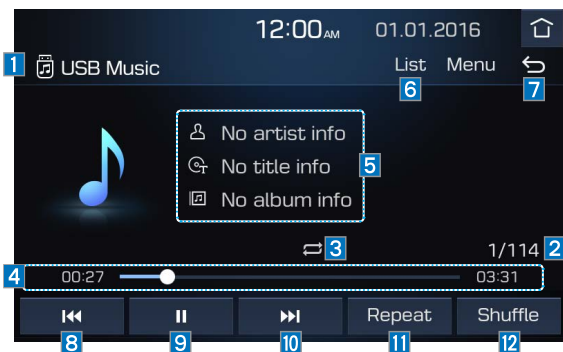 12:00AM 01.01.2016
1 USB Music List Menu
6 7
No artist info
No title info 5
No album info
3 1/114 2
4 00:27 03:31
Repeat Shuffle
8 9 10 11 12